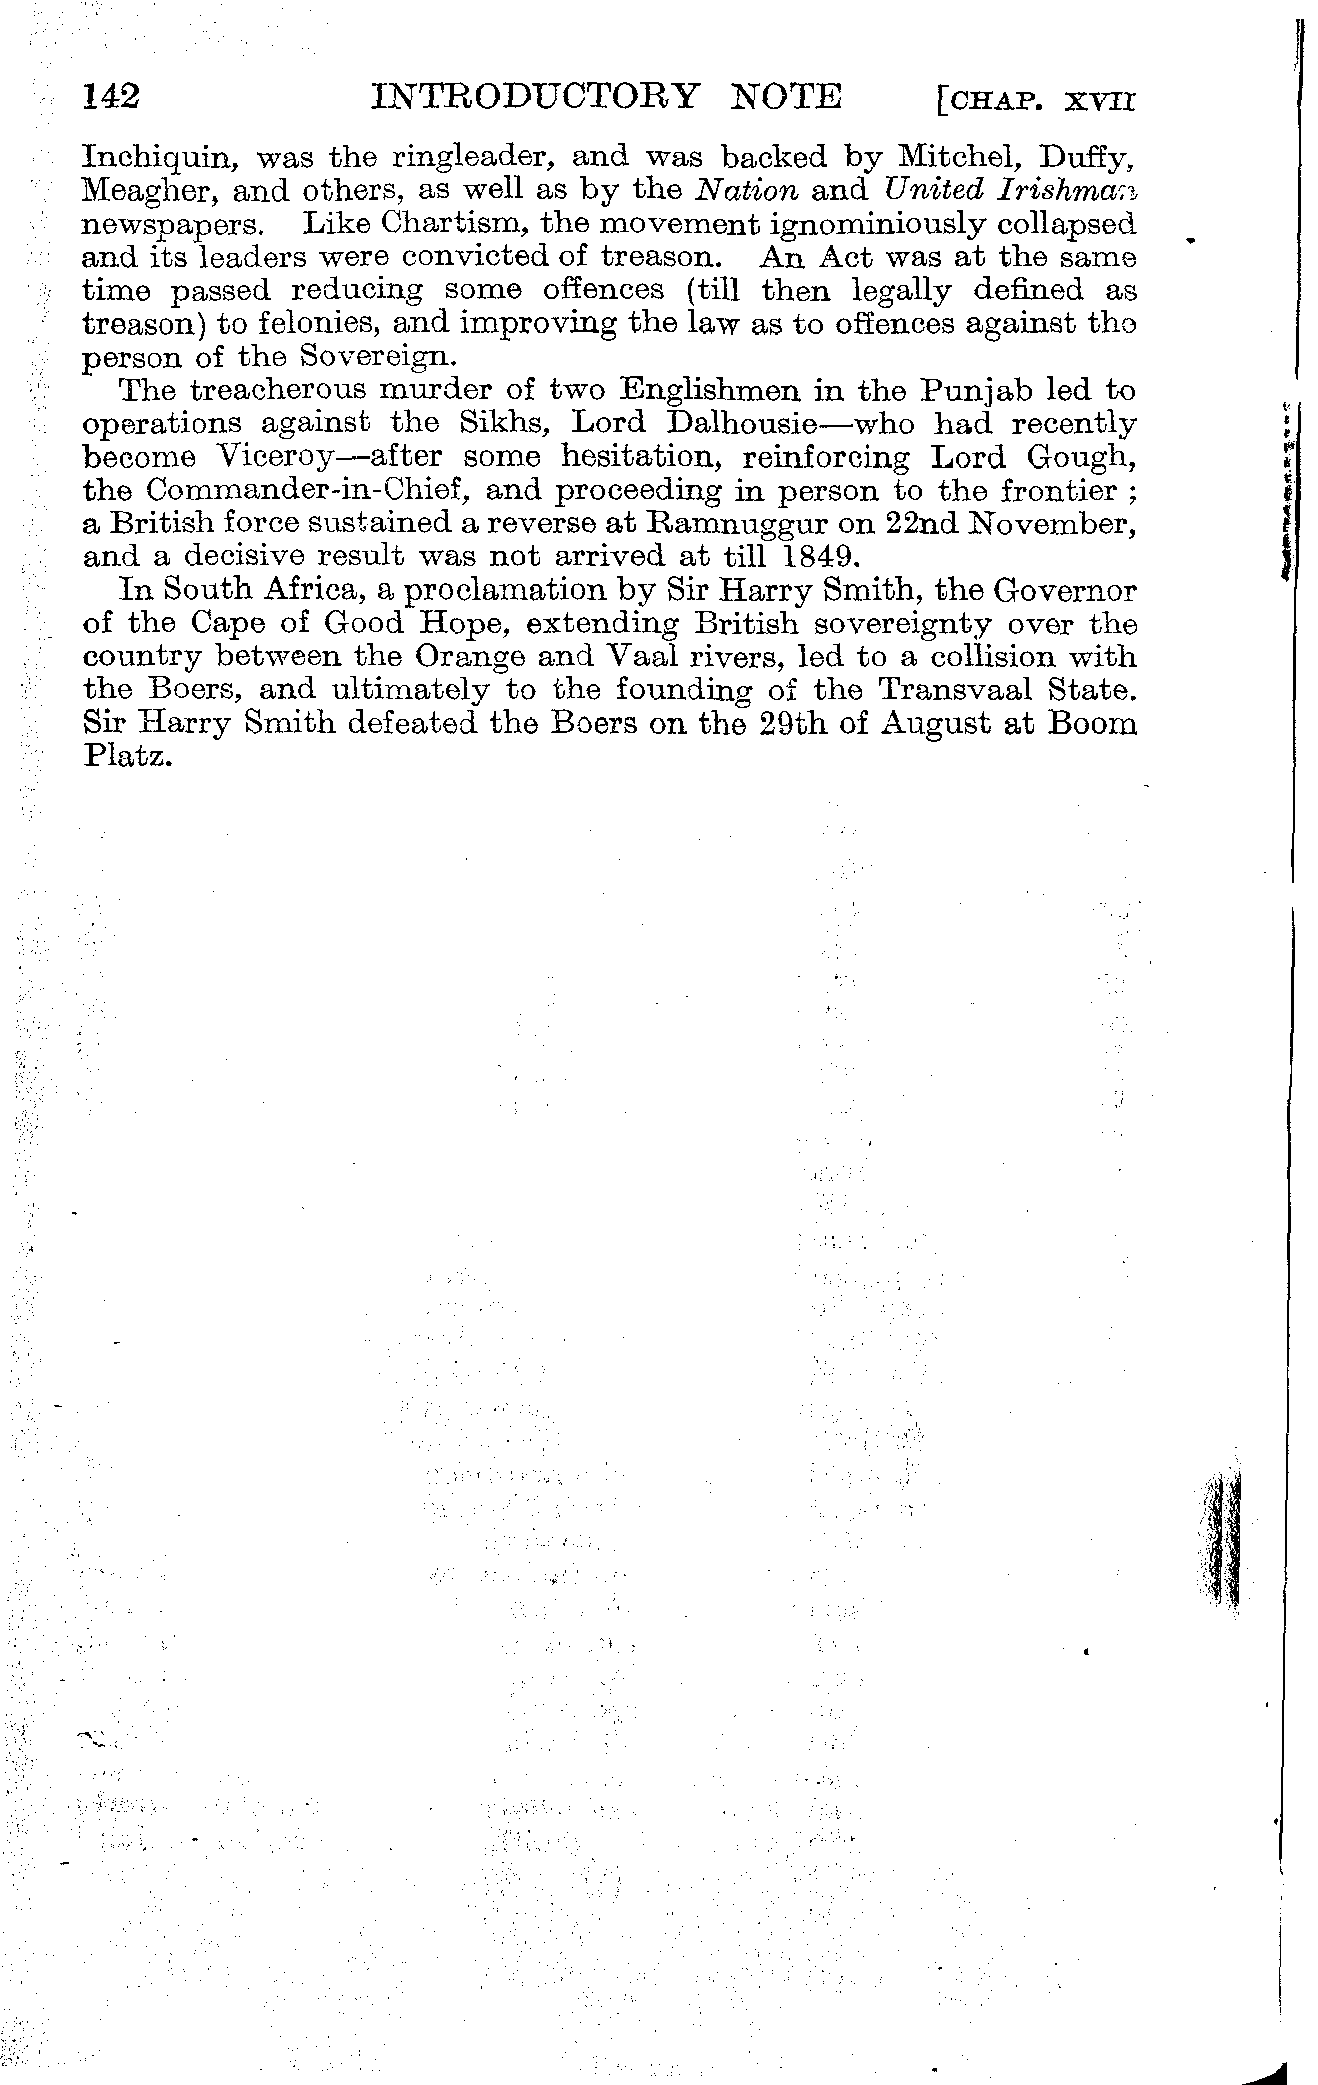 142 INTRODUCTORY NOTE [CHAP. XVII
Inchiquin, was the ringleader, and was backed by Mitchel, Duffy,
Meagher, and others, as well as by the Nation and United Irishman
newspapers. Like Chartism, the movement ignominiously collapsed
and its leaders were convicted of treason. An Act was at the same
time passed reducing some offences (till then legally defined as
treason) to felonies, and improving the law as to offences against the
person of the Sovereign.
The treacherous murder of two Englishmen in the Punjab led to
operations against the Sikhs, Lord Dalhousie—who had recently
become Viceroy—after some hesitation, reinforcing Lord Gough,
the Commander-in-Chief, and proceeding in person to the frontier ;
a British force sustained a reverse at Ramnuggur on 22nd November,
and a decisive result was not arrived at till 1849.
In South Africa, a proclamation by Sir Harry Smith, the Governor
of the Cape of Good Hope, extending British sovereignty over the
country between the Orange and Vaal rivers, led to a collision with
the Boers, and ultimately to the founding of the Transvaal State.
Sir Harry Smith defeated the Boers on the 29th of August at Boom
Platz.